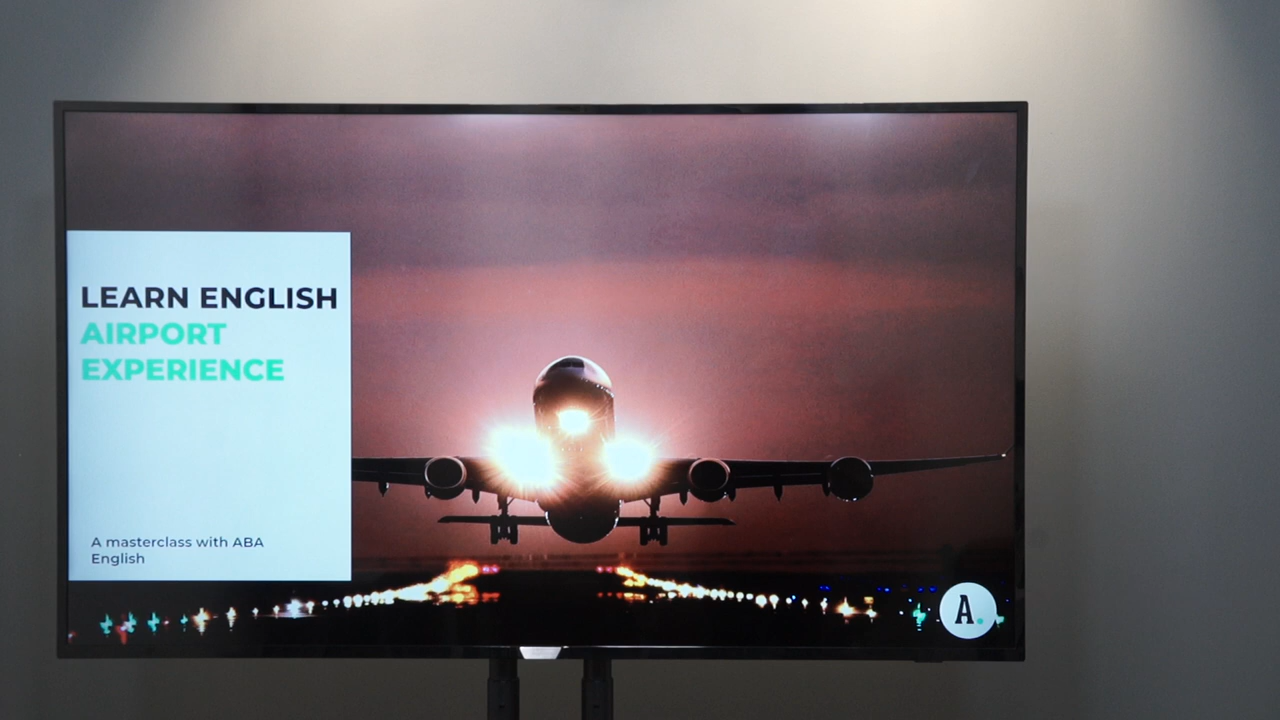 LEARN ENGLISH
AIRPORT
EXPERIENCE
A masterclass with ABA
English
A.